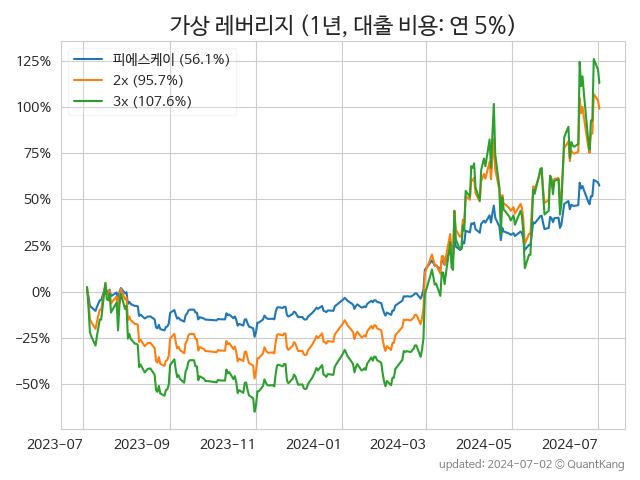 가상 레버리지 (1년, 대출 비용: 연 5%)
피에스케이 (56.1%)
2x (95.7%)
3x (107.6%)
125%
100%
75%
50%
25%
0%
−25%
−50%
2023-07 2023-09 2023-11 2024-01 2024-03 2024-05 2024-07
updated: 2024-07-02 © QuantKang